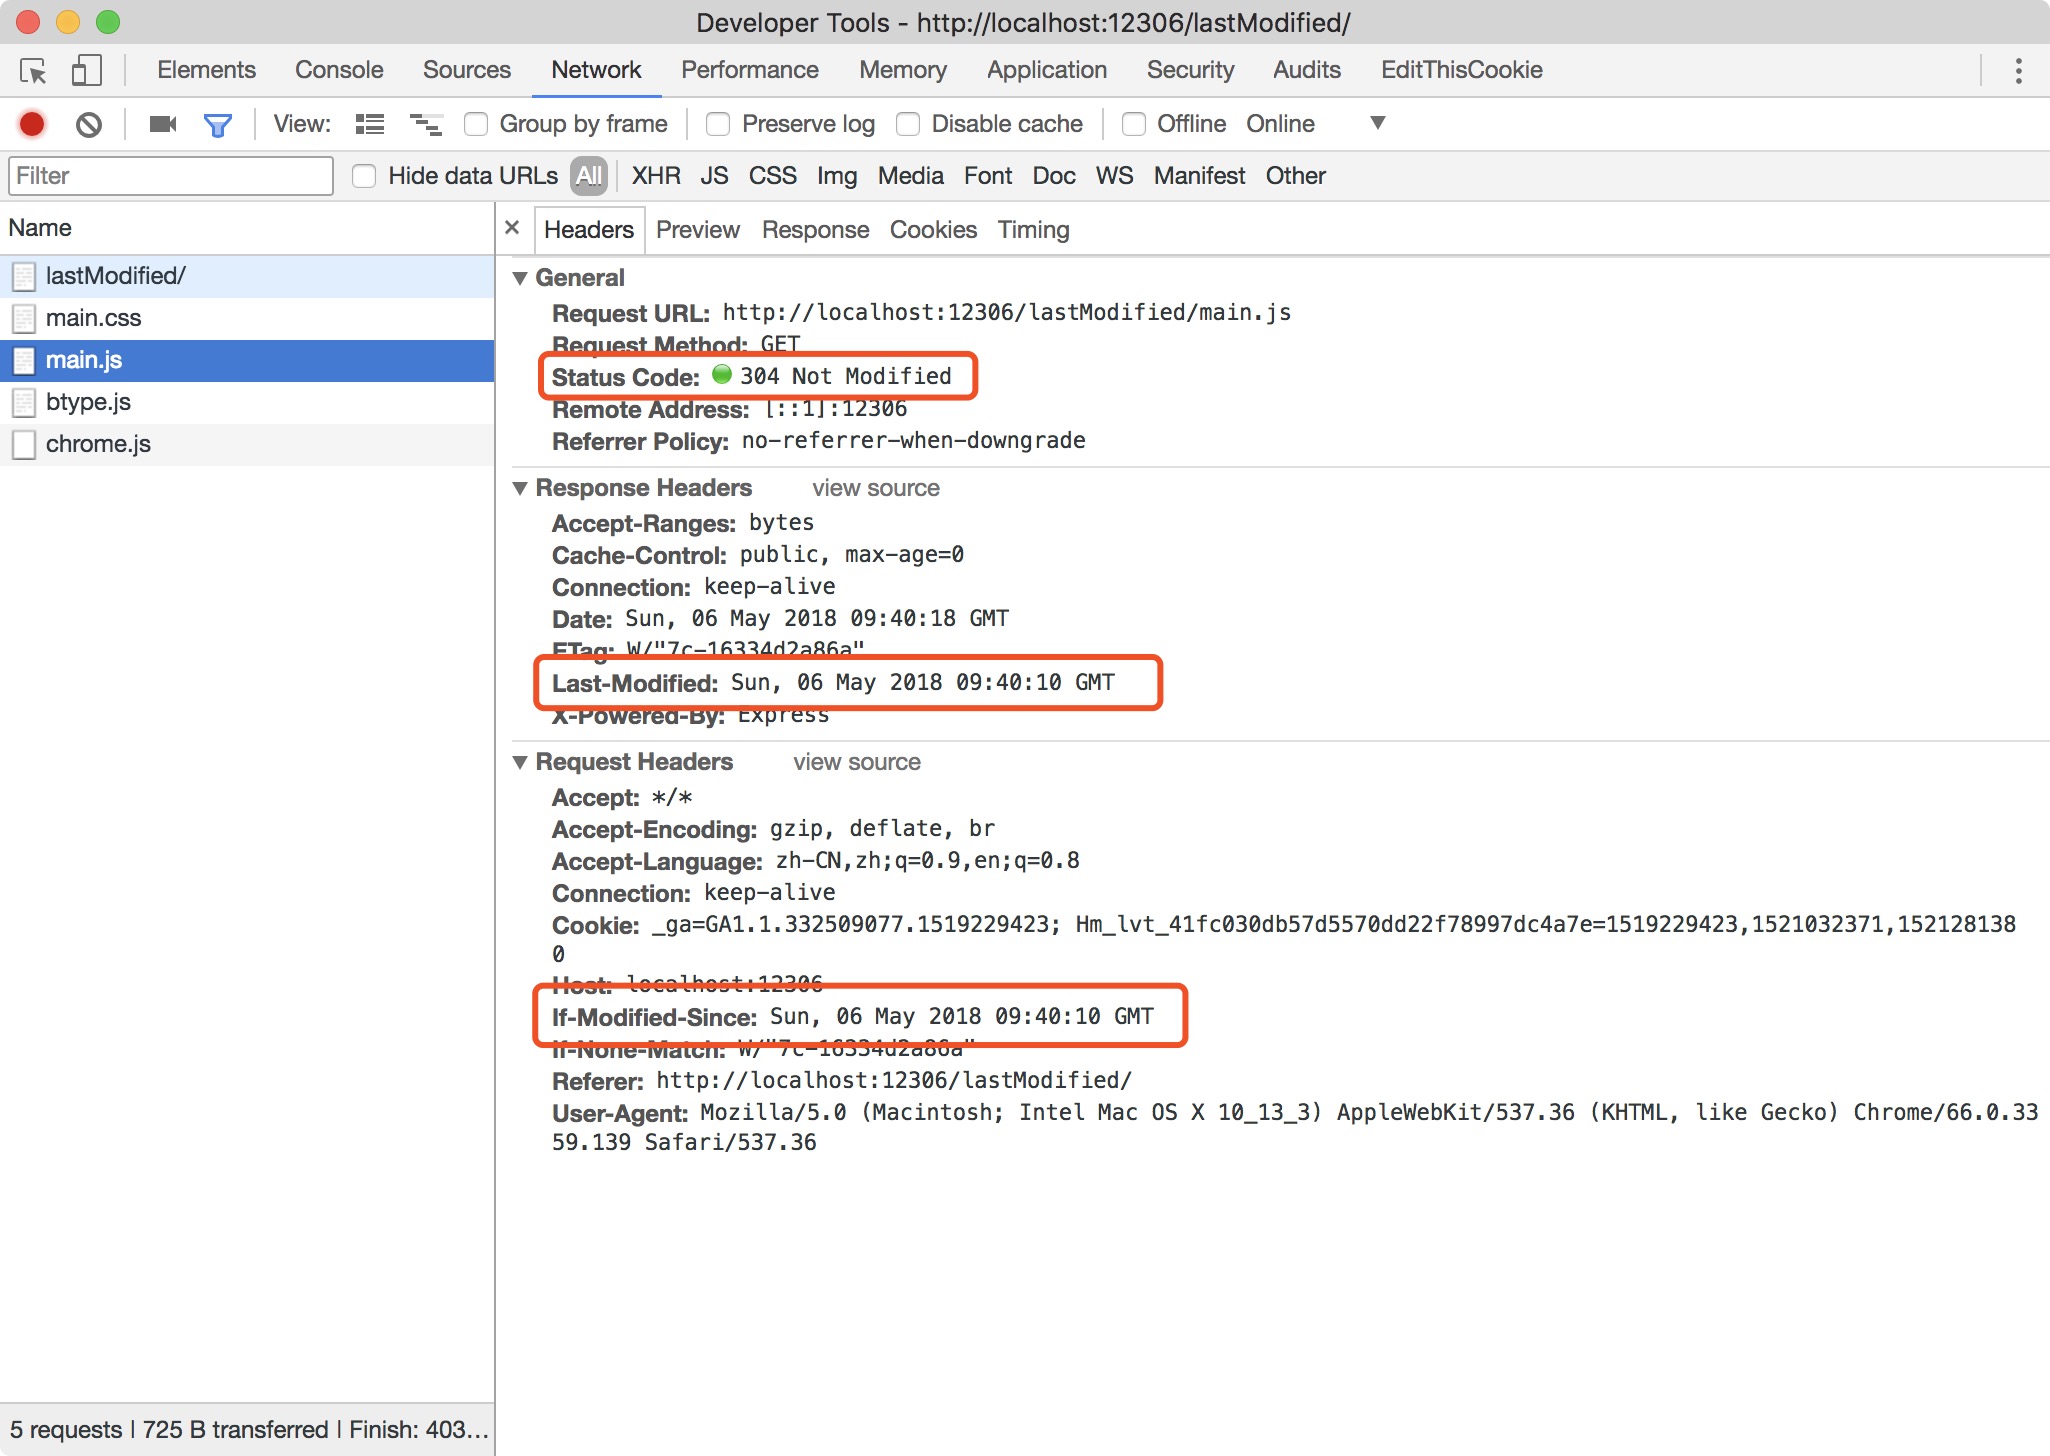 Developer Tools - http://localhost:12306/lastModified/
Elements Console Sources Network Performance Memory Application Security Audits EditThisCookie
View: Group by frame Preserve log Disable cache Offline Online
Filter Hide data URLs All XHR JS CSS Img Media Font Doc WS Manifest Other
Name
lastModified/
main.css
main.js
btype.js
chrome.js
5 requests | 725 B transferred | Finish: 403...
× Headers Preview Response Cookies Timing
General
Request URL: http://localhost:12306/lastModified/main.js
Request Method: GET
Status Code: 304 Not Modified
Remote Address: [::1]:12306
Referrer Policy: no-referrer-when-downgrade
Response Headers view source
Accept-Ranges: bytes
Cache-Control: public, max-age=0
Connection: keep-alive
Date: Sun, 06 May 2018 09:40:18 GMT
ETag: W/"7c-16334d2a86a"
Last-Modified: Sun, 06 May 2018 09:40:10 GMT
X-Powered-By: Express
Request Headers view source
Accept: */*
Accept-Encoding: gzip, deflate, br
Accept-Language: zh-CN,zh;q=0.9,en;q=0.8
Connection: keep-alive
Cookie: _ga=GA1.1.332509077.1519229423; Hm_lvt_41fc030db57d5570dd22f78997dc4a7e=1519229423,1521032371,152128138
0
Host: localhost:12306
If-Modified-Since: Sun, 06 May 2018 09:40:10 GMT
If-None-Match: W/"7c-16334d2a86a"
Referer: http://localhost:12306/lastModified/
User-Agent: Mozilla/5.0 (Macintosh; Intel Mac OS X 10_13_3) AppleWebKit/537.36 (KHTML, like Gecko) Chrome/66.0.33
59.139 Safari/537.36